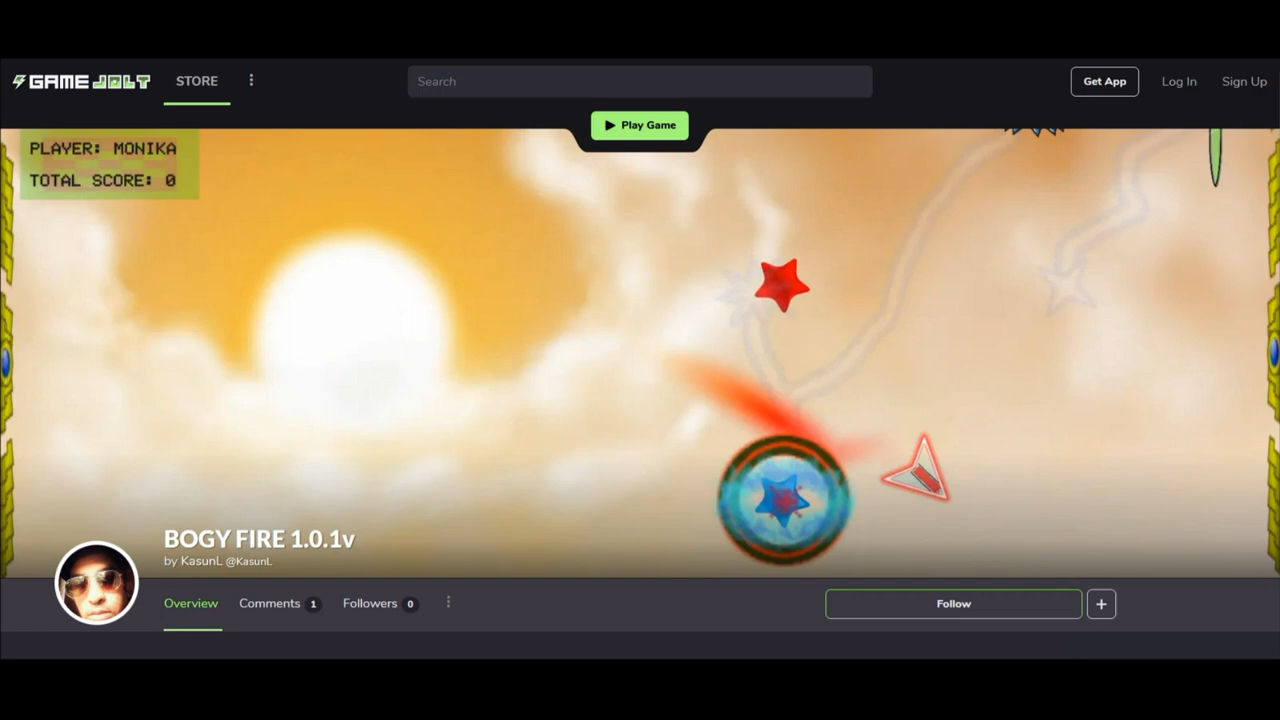 GAME JOLT STORE Search Get App Log In Sign Up
Play Game
PLAYER: MONIKA
TOTAL SCORE: 0
BOGY FIRE 1.0.1v
by KasunL @KasunL
Overview Comments 1 Followers 0 Follow +